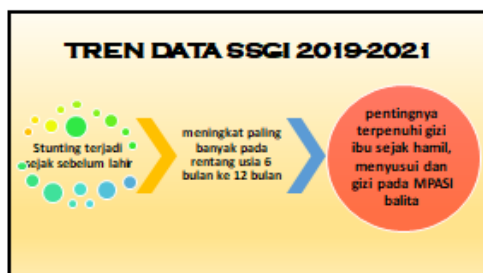 TREN DATA SSGI 2019-2021
Stunting terjadi
sejak sebelum lahir
meningkat paling
banyak pada
rentang usia 6
bulan ke 12 bulan
pentingnya
terpenuhi gizi
ibu sejak hamil,
menyusui dan
gizi pada MPASI
balita